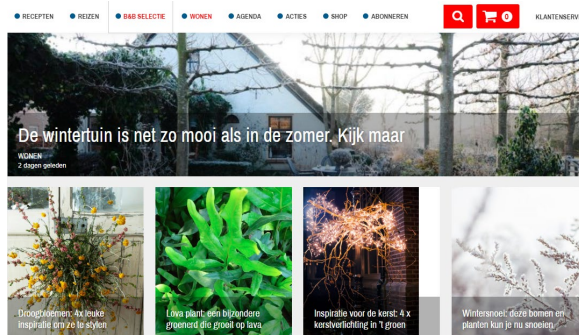 RECEPTEN
REIZEN
B&B SELECTIE
WONEN
AGENDA
ACTIES
SHOP
ABONNEREN
0
KLANTENSERV
De wintertuin is net zo mooi als in de zomer. Kijk maar
WONEN
2 dagen geleden
Droogbloemen: 4x leuke
inspiratie om ze te stylen
Lova plant: een bijzondere
groenerd die groeit op lava
Inspiratie voor de kerst: 4 x
kerstverlichting in 't groen
Wintersnoei: deze bomen en
planten kun je nu snoeien